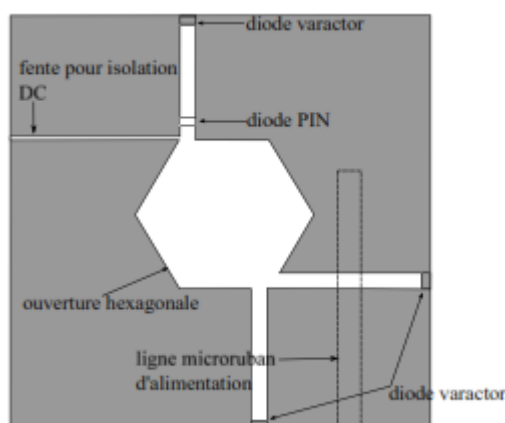 diode varactor
fente pour isolation
DC
diode PIN
ouverture hexagonale
ligne microruban
d'alimentation
diode varactor